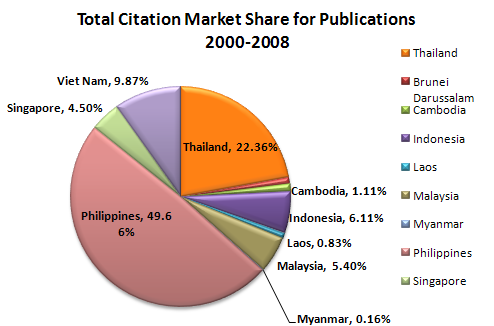 Total Citation Market Share for Publications
2000-2008
Thailand
Brunei
Darussalam
Cambodia
Indonesia
Laos
Malaysia
Myanmar
Philippines
Singapore
Viet Nam, 9.87%
Singapore, 4.50%
Thailand, 22.36%
Cambodia, 1.11%
Philippines, 49.6
6%
Indonesia, 6.11%
Laos, 0.83%
Malaysia, 5.40%
Myanmar, 0.16%